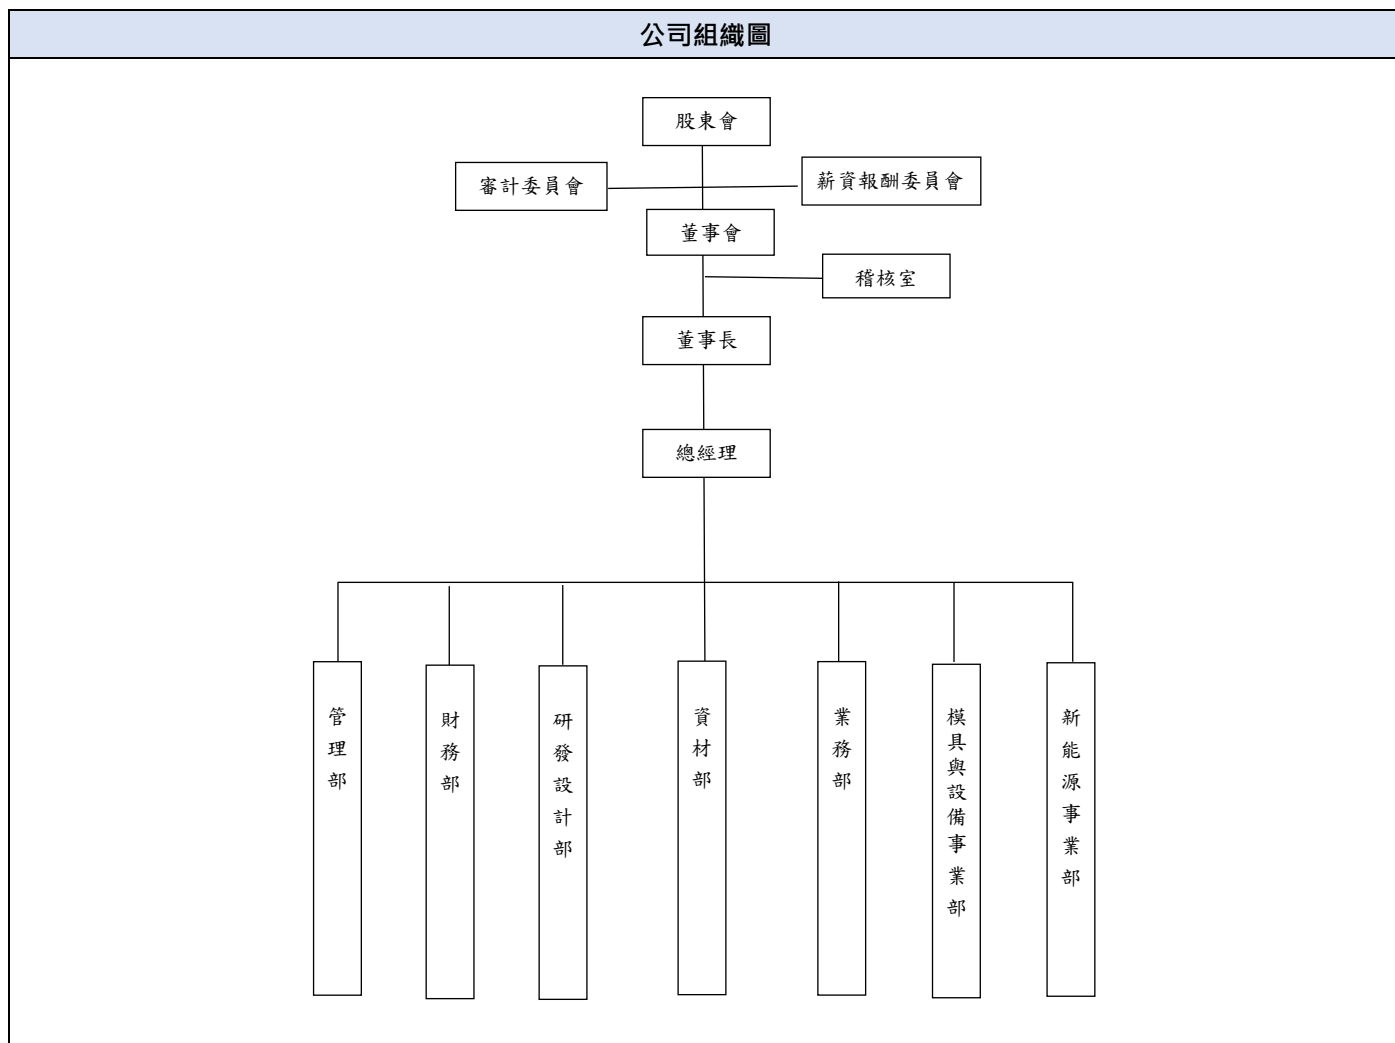 公司組織圖
股東會
審計委員會
薪資報酬委員會
董事會
稽核室
董事長
總經理
管理部
財務部
研發設計部
資材部
業務部
模具與設備事業部
新能源事業部